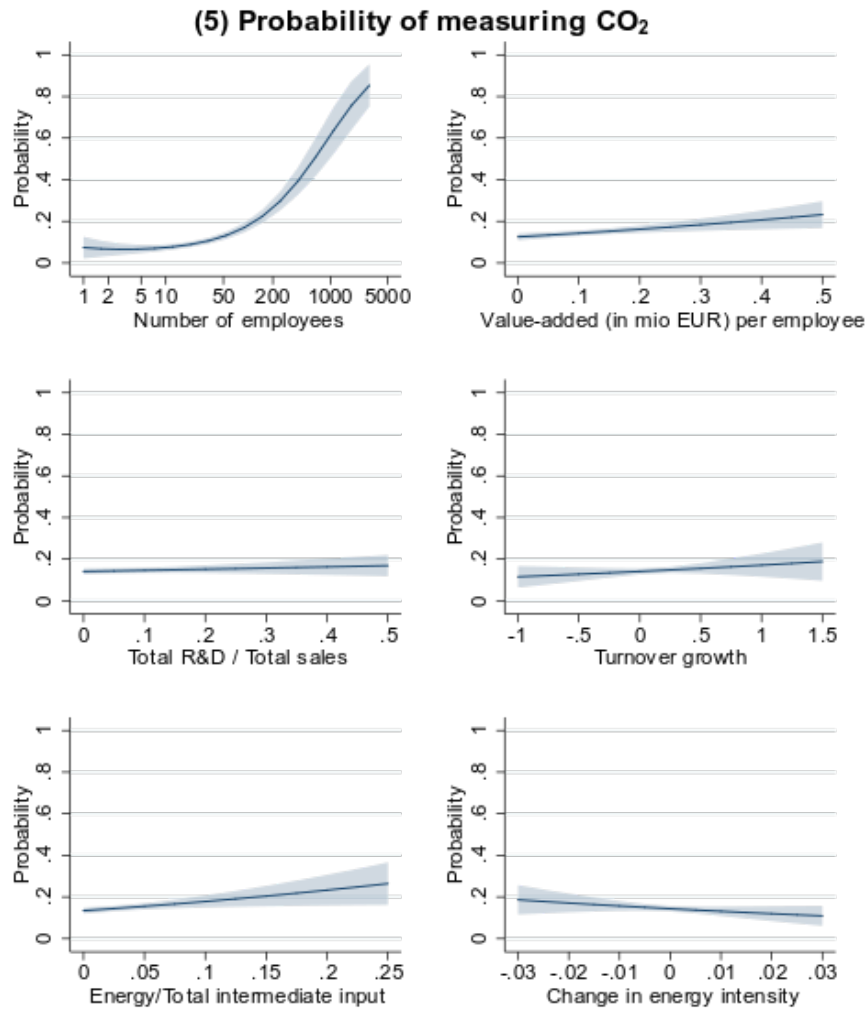 (5) Probability of measuring CO₂
Probability
0 .2 .4 .6 .8 1
1 2 5 10 50 200 1000 5000
Number of employees
Probability
0 .2 .4 .6 .8 1
0 .1 .2 .3 .4 .5
Value-added (in mio EUR) per employee
Probability
0 .2 .4 .6 .8 1
0 .1 .2 .3 .4 .5
Total R&D / Total sales
Probability
0 .2 .4 .6 .8 1
-1 -.5 0 .5 1 1.5
Turnover growth
Probability
0 .2 .4 .6 .8 1
0 .05 .1 .15 .2 .25
Energy/Total intermediate input
Probability
0 .2 .4 .6 .8 1
-.03 -.02 -.01 0 .01 .02 .03
Change in energy intensity